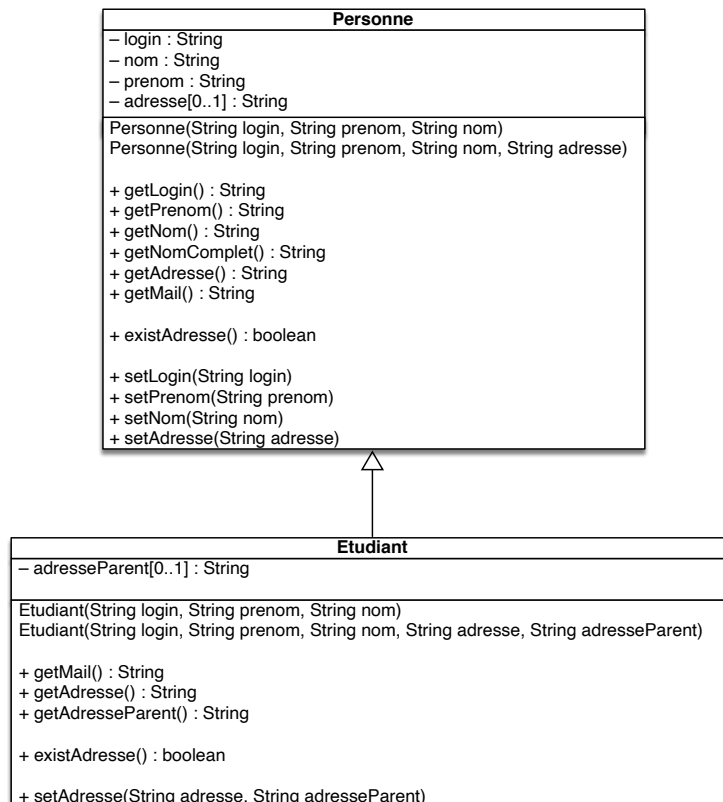 Personne
– login : String
– nom : String
– prenom : String
– adresse[0..1] : String
Personne(String login, String prenom, String nom)
Personne(String login, String prenom, String nom, String adresse)
+ getLogin() : String
+ getPrenom() : String
+ getNom() : String
+ getNomComplet() : String
+ getAdresse() : String
+ getMail() : String
+ existAdresse() : boolean
+ setLogin(String login)
+ setPrenom(String prenom)
+ setNom(String nom)
+ setAdresse(String adresse)
Etudiant
– adresseParent[0..1] : String
Etudiant(String login, String prenom, String nom)
Etudiant(String login, String prenom, String nom, String adresse, String adresseParent)
+ getMail() : String
+ getAdresse() : String
+ getAdresseParent() : String
+ existAdresse() : boolean
+ setAdresse(String adresse, String adresseParent)